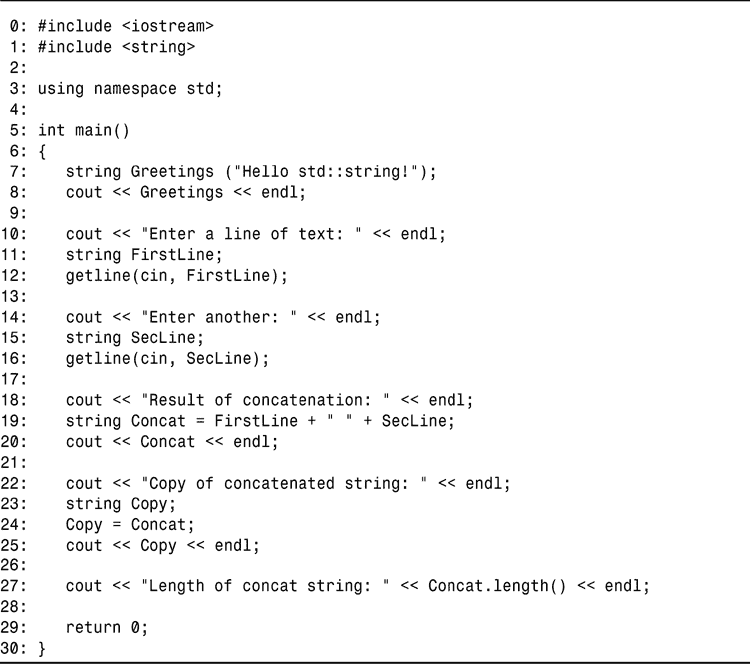 0: #include <iostream>
1: #include <string>
2:
3: using namespace std;
4:
5: int main()
6: {
7:    string Greetings ("Hello std::string!");
8:    cout << Greetings << endl;
9:
10:    cout << "Enter a line of text: " << endl;
11:    string FirstLine;
12:    getline(cin, FirstLine);
13:
14:    cout << "Enter another: " << endl;
15:    string SecLine;
16:    getline(cin, SecLine);
17:
18:    cout << "Result of concatenation: " << endl;
19:    string Concat = FirstLine + " " + SecLine;
20:    cout << Concat << endl;
21:
22:    cout << "Copy of concatenated string: " << endl;
23:    string Copy;
24:    Copy = Concat;
25:    cout << Copy << endl;
26:
27:    cout << "Length of concat string: " << Concat.length() << endl;
28:
29:    return 0;
30: }